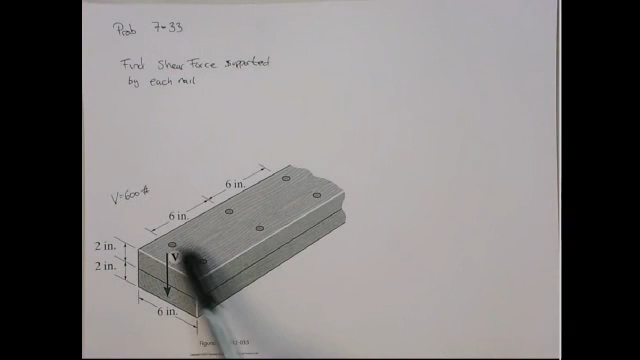 Prob 7-33
Find Shear Force supported
by each nail
6 in.
V=600#
6 in.
2 in.
V
2 in.
6 in.